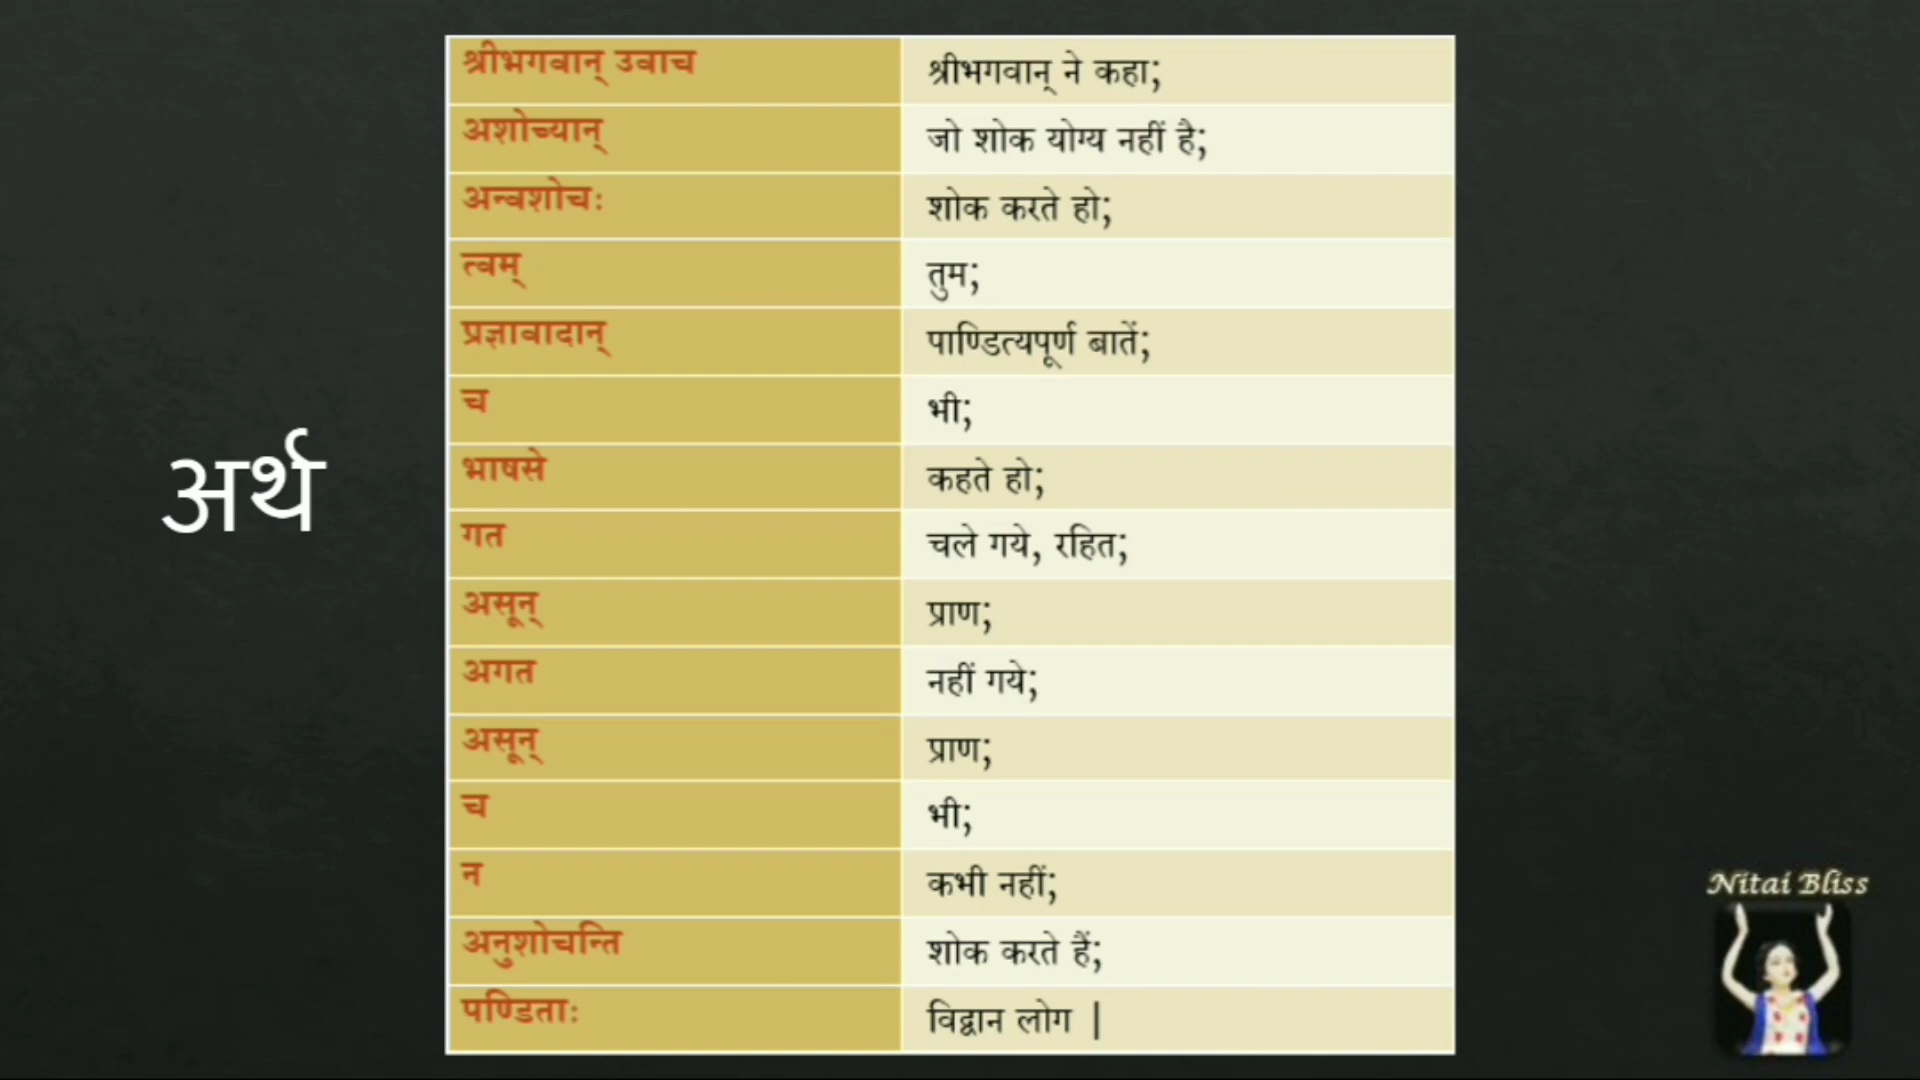 अर्थ
श्रीभगवान् उवाच श्रीभगवान् ने कहा;
अशोच्यान् जो शोक योग्य नहीं है;
अन्वशोचः शोक करते हो;
त्वम् तुम;
प्रज्ञावादान् पाण्डित्यपूर्ण बातें;
च भी;
भाषसे कहते हो;
गत चले गये, रहित;
असून् प्राण;
अगत नहीं गये;
असून् प्राण;
च भी;
न कभी नहीं;
अनुशोचन्ति शोक करते हैं;
पण्डिताः विद्वान लोग |
Nitai Bliss